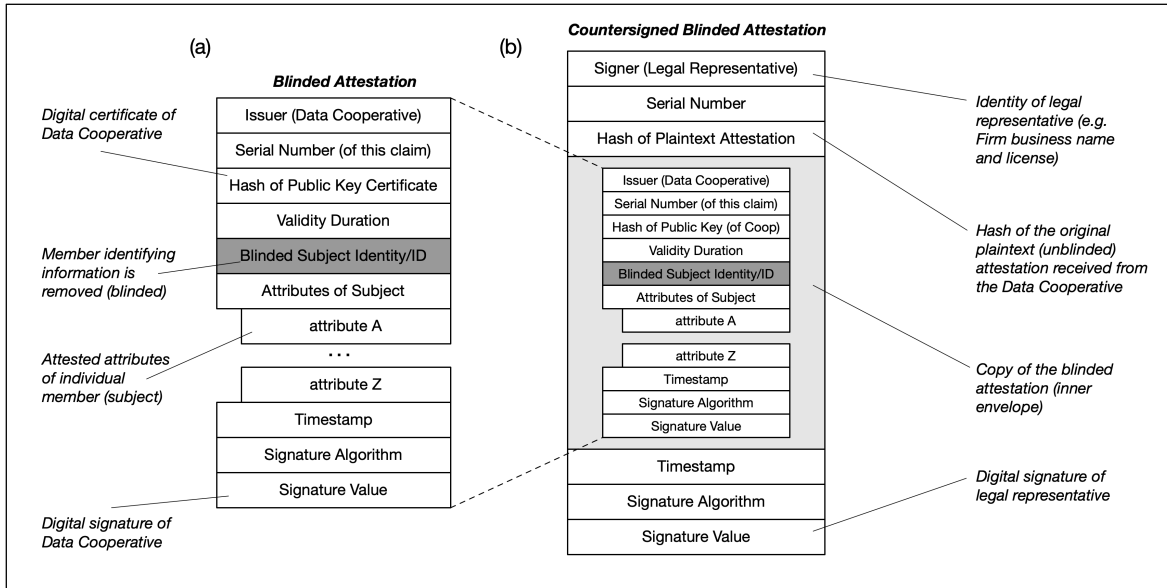 (a)
Blinded Attestation
Digital certificate of
Data Cooperative
Member identifying
information is
removed (blinded)
Attested attributes
of individual
member (subject)
Digital signature of
Data Cooperative
Issuer (Data Cooperative)
Serial Number (of this claim)
Hash of Public Key Certificate
Validity Duration
Blinded Subject Identity/ID
Attributes of Subject
attribute A
...
attribute Z
Timestamp
Signature Algorithm
Signature Value
(b)
Countersigned Blinded Attestation
Signer (Legal Representative)
Serial Number
Hash of Plaintext Attestation
Issuer (Data Cooperative)
Serial Number (of this claim)
Hash of Public Key (of Coop)
Validity Duration
Blinded Subject Identity/ID
Attributes of Subject
attribute A
attribute Z
Timestamp
Signature Algorithm
Signature Value
Timestamp
Signature Algorithm
Signature Value
Identity of legal
representative (e.g.
Firm business name
and license)
Hash of the original
plaintext (unblinded)
attestation received from
the Data Cooperative
Copy of the blinded
attestation (inner
envelope)
Digital signature of
legal representative